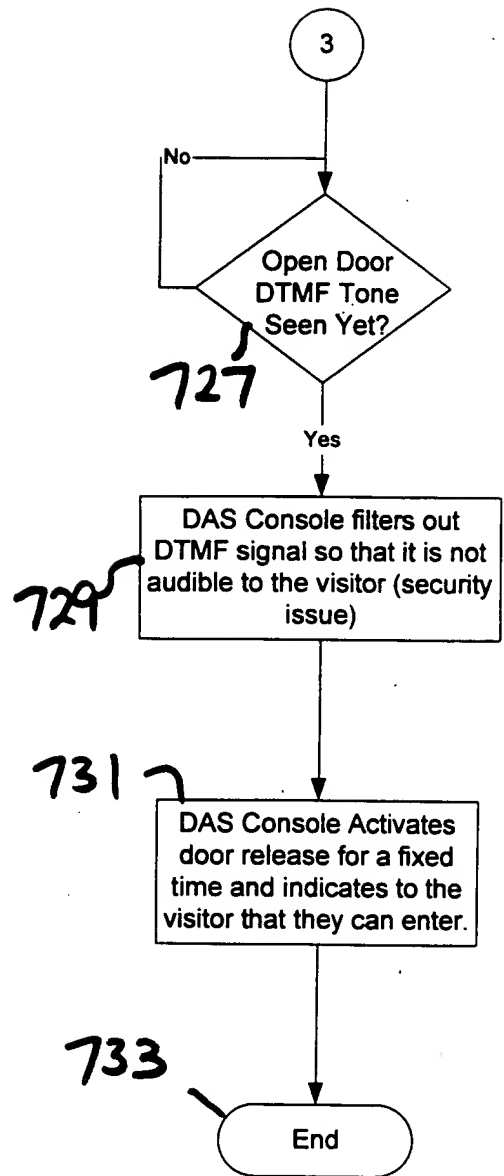 3
No
Open Door
DTMF Tone
Seen Yet?
727
Yes
DAS Console filters out
DTMF signal so that it is not
audible to the visitor (security
issue)
729
731
DAS Console Activates
door release for a fixed
time and indicates to the
visitor that they can enter.
733
End